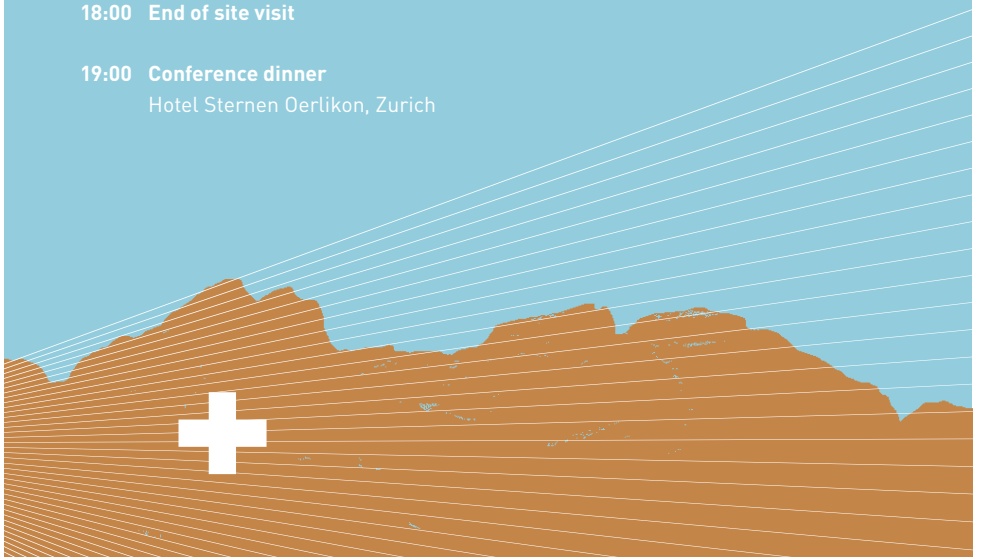 18:00 End of site visit
19:00 Conference dinner
Hotel Sternen Oerlikon, Zurich